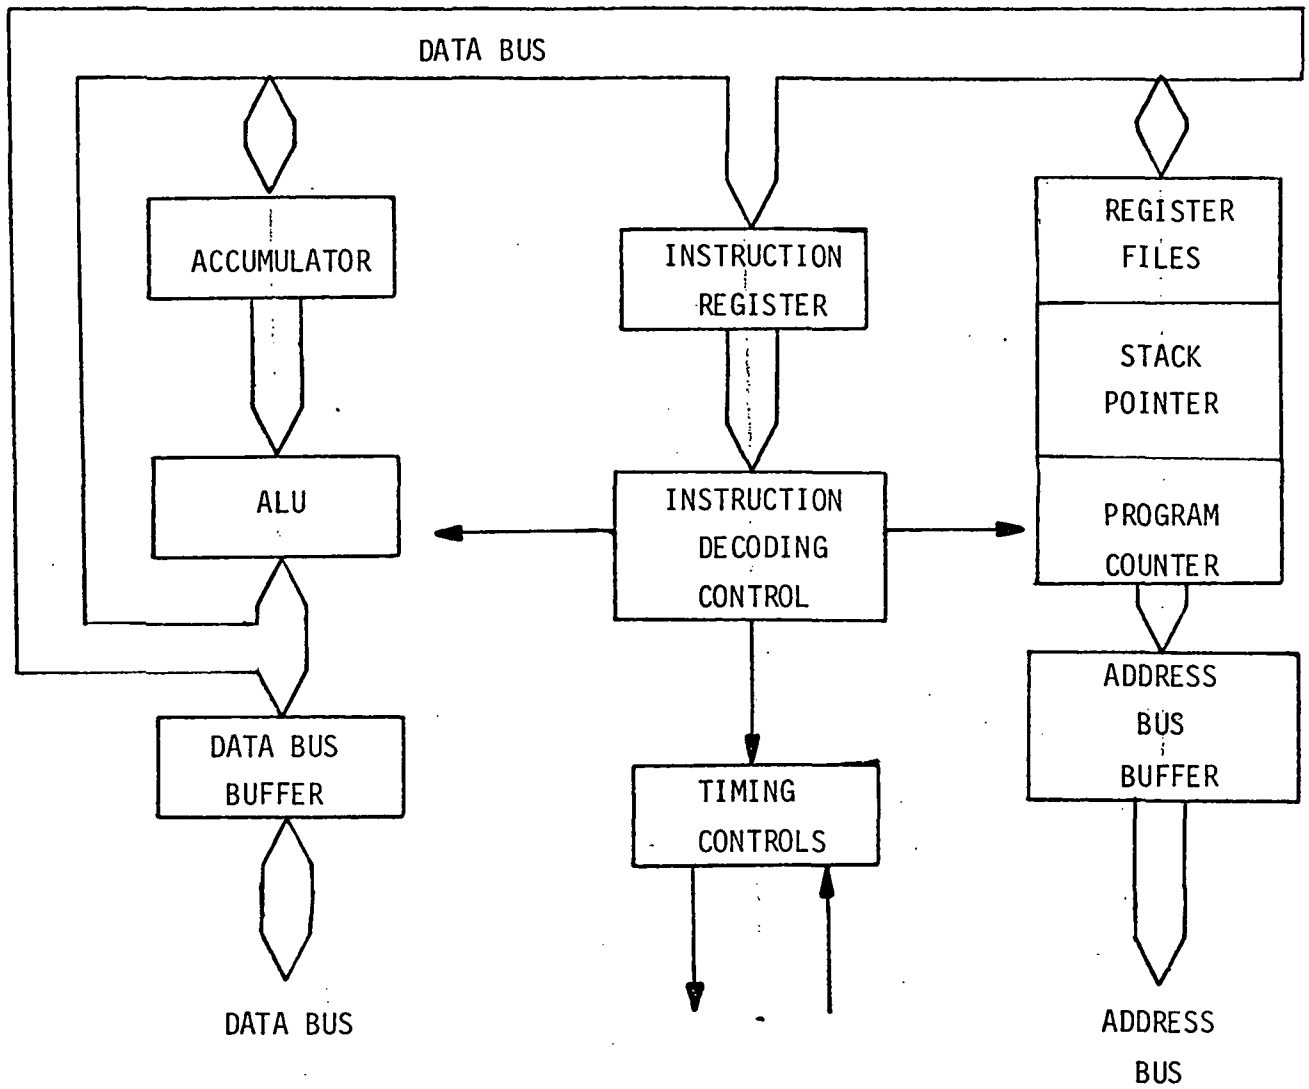 DATA BUS
ACCUMULATOR
ALU
DATA BUS
BUFFER
DATA BUS
INSTRUCTION
REGISTER
INSTRUCTION
DECODING
CONTROL
TIMING
CONTROLS
REGISTER
FILES
STACK
POINTER
PROGRAM
COUNTER
ADDRESS
BUS
BUFFER
ADDRESS
BUS